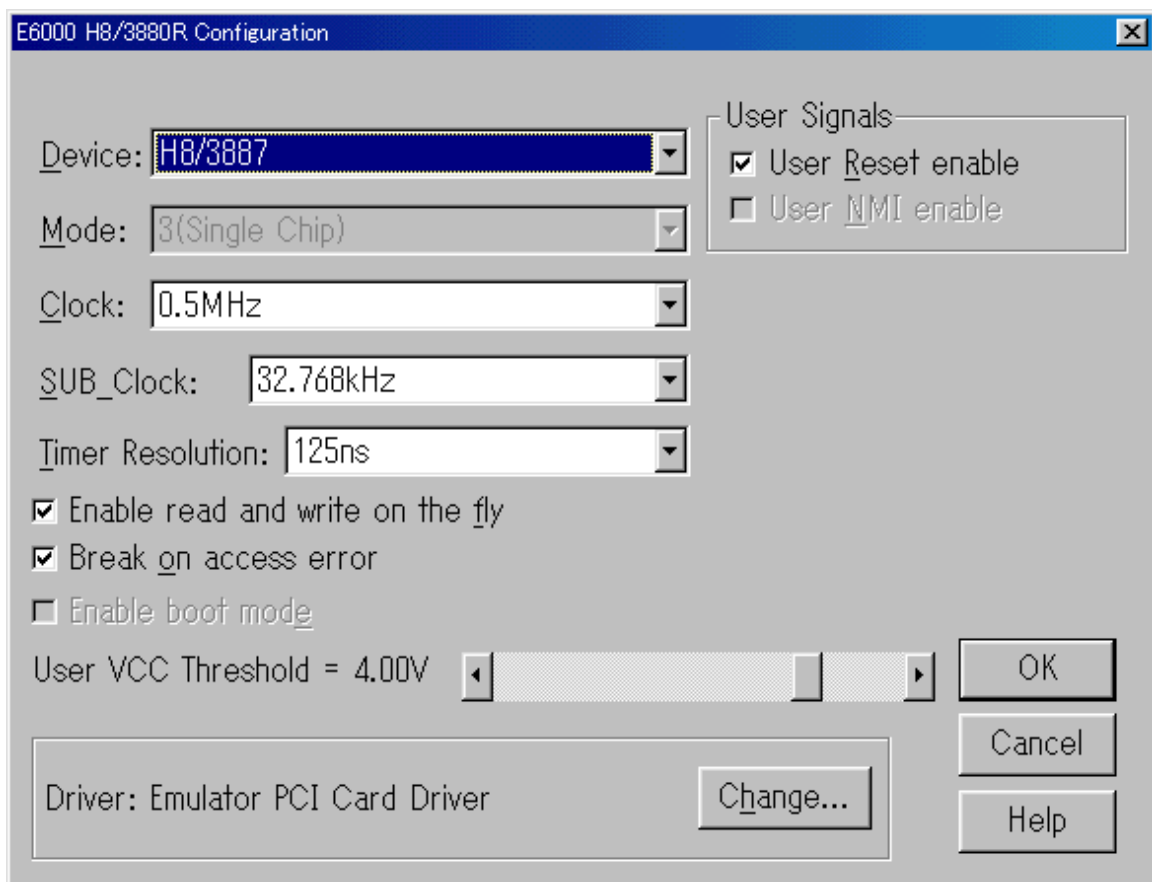 E6000 H8/3880R Configuration
Device: H8/3887
Mode: 3(Single Chip)
Clock: 0.5MHz
SUB_Clock: 32.768kHz
Timer Resolution: 125ns
User Signals
User Reset enable
User NMI enable
Enable read and write on the fly
Break on access error
Enable boot mode
User VCC Threshold = 4.00V
Driver: Emulator PCI Card Driver
Change...
OK
Cancel
Help